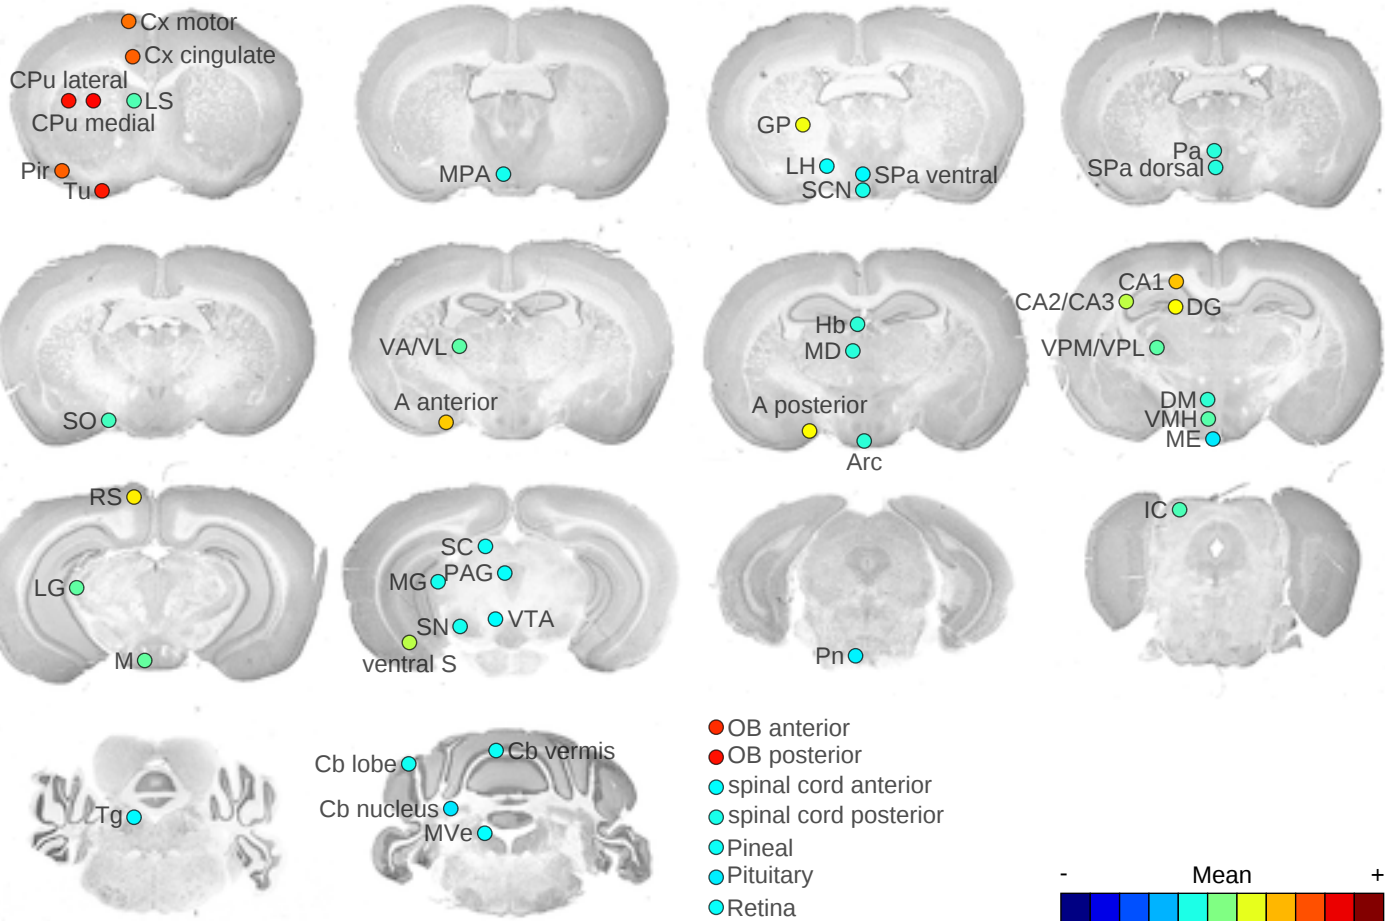 Cx motor
Cx cingulate
CPu lateral
LS
CPu medial
Pir
Tu
MPA
GP
LH
SPa ventral
SCN
Pa
SPa dorsal
SO
VA/VL
A anterior
Hb
MD
A posterior
Arc
CA1
CA2/CA3
DG
VPM/VPL
DM
VMH
ME
RS
LG
M
SC
MG
PAG
SN
VTA
ventral S
Pn
IC
Tg
Cb lobe
Cb vermis
Cb nucleus
MVe
OB anterior
OB posterior
spinal cord anterior
spinal cord posterior
Pineal
Pituitary
Retina
- Mean +